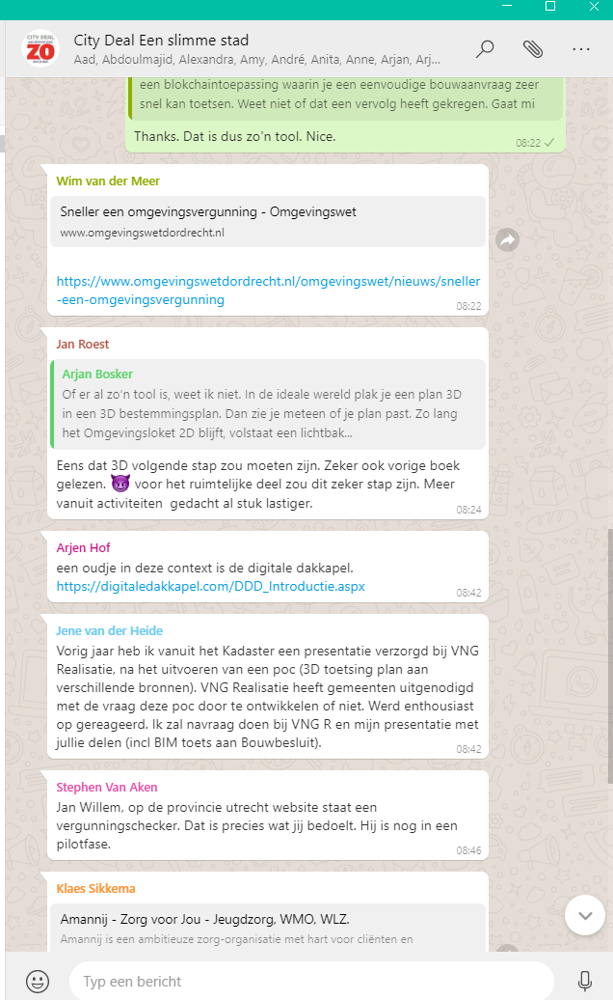 CITY DEAL
ZO
City Deal Een slimme stad
Aad, Abdoulmajid, Alexandra, Amy, André, Anita, Anne, Arjan, Arj...
een blokchaintoepassing waarin je een eenvoudige bouwaanvraag zeer
snel kan toetsen. Weet niet of dat een vervolg heeft gekregen. Gaat mi
Thanks. Dat is dus zo'n tool. Nice.
08:22
Wim van der Meer
Sneller een omgevingsvergunning - Omgevingswet
www.omgevingswetdordrecht.nl
https://www.omgevingswetdordrecht.nl/omgevingswet/nieuws/sneller
-een-omgevingsvergunning
08:22
Jan Roest
Arjan Bosker
Of er al zo'n tool is, weet ik niet. In de ideale wereld plak je een plan 3D
in een 3D bestemmingsplan. Dan zie je meteen of je plan past. Zo lang
het Omgevingsloket 2D blijft, volstaat een lichtbak...
Eens dat 3D volgende stap zou moeten zijn. Zeker ook vorige boek
gelezen. 😈 voor het ruimtelijke deel zou dit zeker stap zijn. Meer
vanuit activiteiten gedacht al stuk lastiger.
08:24
Arjen Hof
een oudje in deze context is de digitale dakkapel.
https://digitaledakkapel.com/DDD_Introductie.aspx
08:42
Jene van der Heide
Vorig jaar heb ik vanuit het Kadaster een presentatie verzorgd bij VNG
Realisatie, na het uitvoeren van een poc (3D toetsing plan aan
verschillende bronnen). VNG Realisatie heeft gemeenten uitgenodigd
met de vraag deze poc door te ontwikkelen of niet. Werd enthousiast
op gereageerd. Ik zal navraag doen bij VNG R en mijn presentatie met
jullie delen (incl BIM toets aan Bouwbesluit).
08:42
Stephen Van Aken
Jan Willem, op de provincie utrecht website staat een
vergunningschecker. Dat is precies wat jij bedoelt. Hij is nog in een
pilotfase.
08:46
Klaes Sikkema
Amannij - Zorg voor Jou - Jeugdzorg, WMO, WLZ.
Amannij is een ambitieuze zorg-organisatie met hart voor cliënten en
Typ een bericht